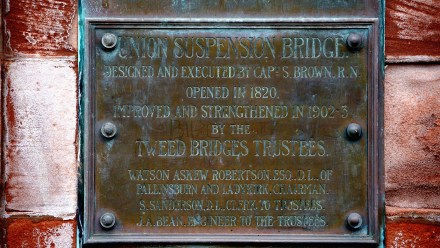 UNION SUSPENSION BRIDGE.
DESIGNED AND EXECUTED BY CAPT S. BROWN, R.N.
OPENED IN 1820.
IMPROVED AND STRENGTHENED IN 1902-3
BY THE
TWEED BRIDGES TRUSTEES.
WATSON ASKEW ROBERTSON ESQ., D.L., OF
PALLINSBURN AND LADYKIRK CHAIRMAN.
S. SANDERSON, D.L., CLERK TO TRUSTEES
J. A. BEAN, ENGINEER TO THE TRUSTEES.